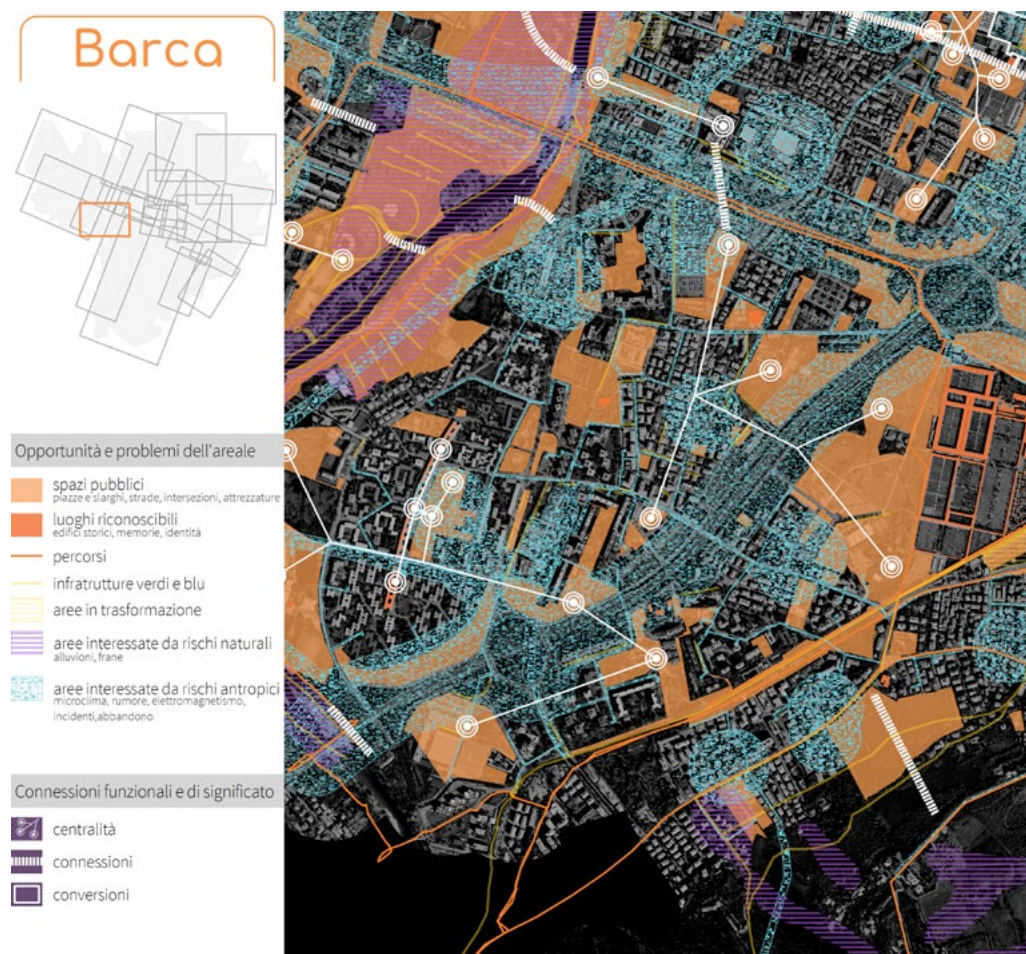 Barca
Opportunità e problemi dell'areale
spazi pubblici
piazze e slarghi, strade, intersezioni, attrezzature
luoghi riconoscibili
edifici storici, memorie, identità
percorsi
infratrutture verdi e blu
aree in trasformazione
aree interessate da rischi naturali
alluvioni, frane
aree interessate da rischi antropici
microclima, rumore, elettromagnetismo,
incidenti,abbandono
Connessioni funzionali e di significato
centralità
connessioni
conversioni